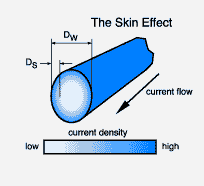 The Skin Effect
DW
DS
current flow
current density
low high